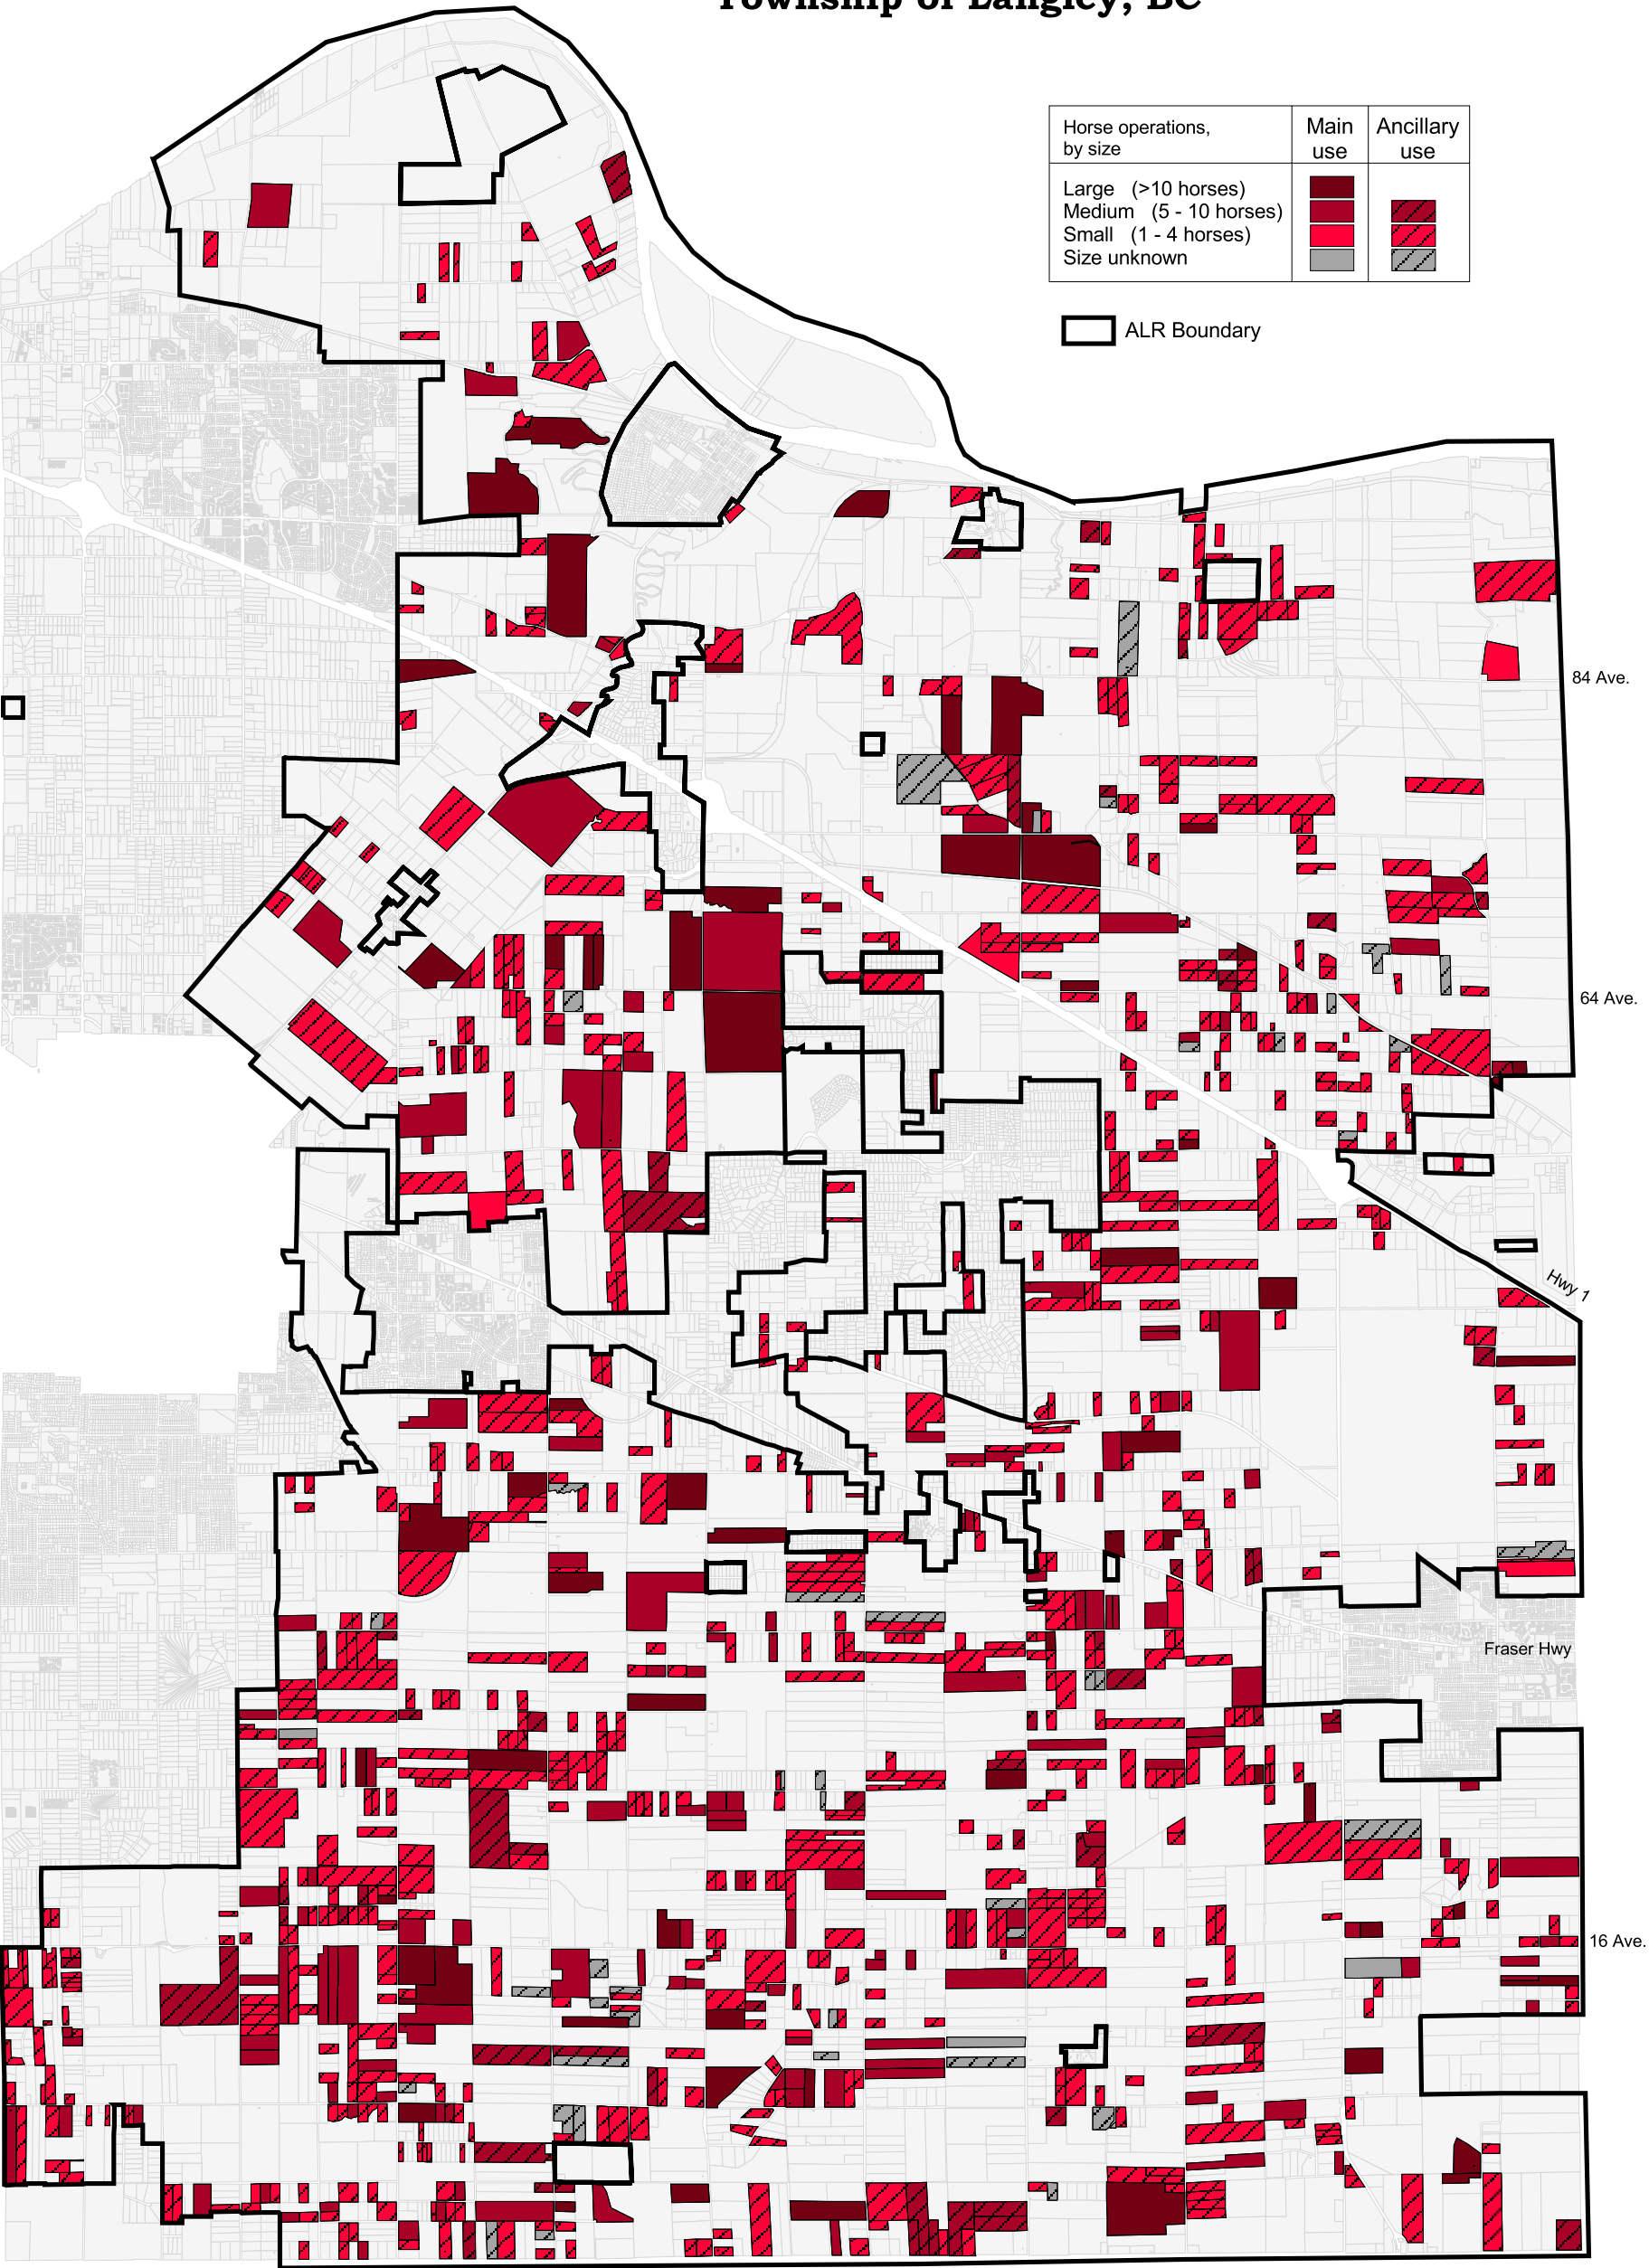 Township of Langley, BC
Horse operations,
by size
Main
use
Ancillary
use
Large (>10 horses)
Medium (5 - 10 horses)
Small (1 - 4 horses)
Size unknown
ALR Boundary
84 Ave.
64 Ave.
Hwy 1
Fraser Hwy
16 Ave.